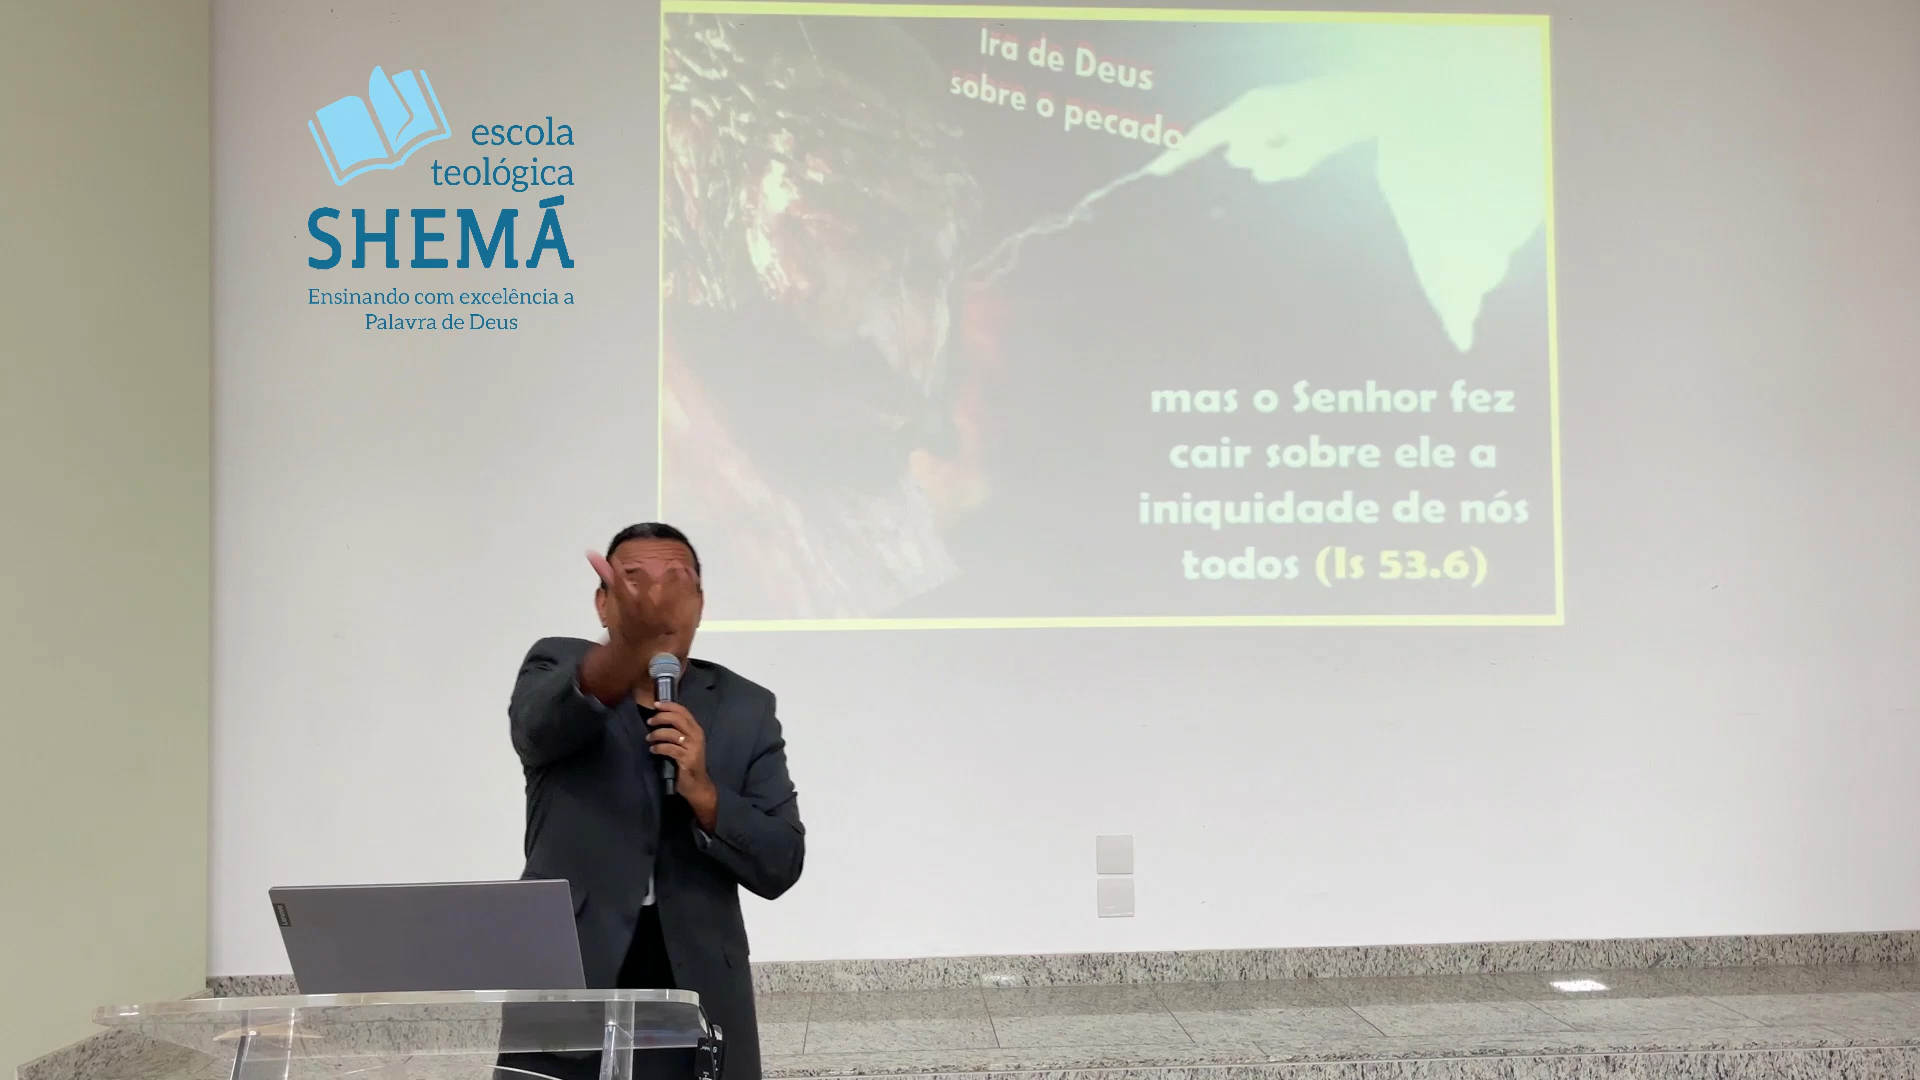 escola
teológica
SHEMÁ
Ensinando com excelência a
Palavra de Deus
Ira de Deus
sobre o pecado
mas o Senhor fez
cair sobre ele a
iniquidade de nós
todos (Is 53.6)
Lenovo